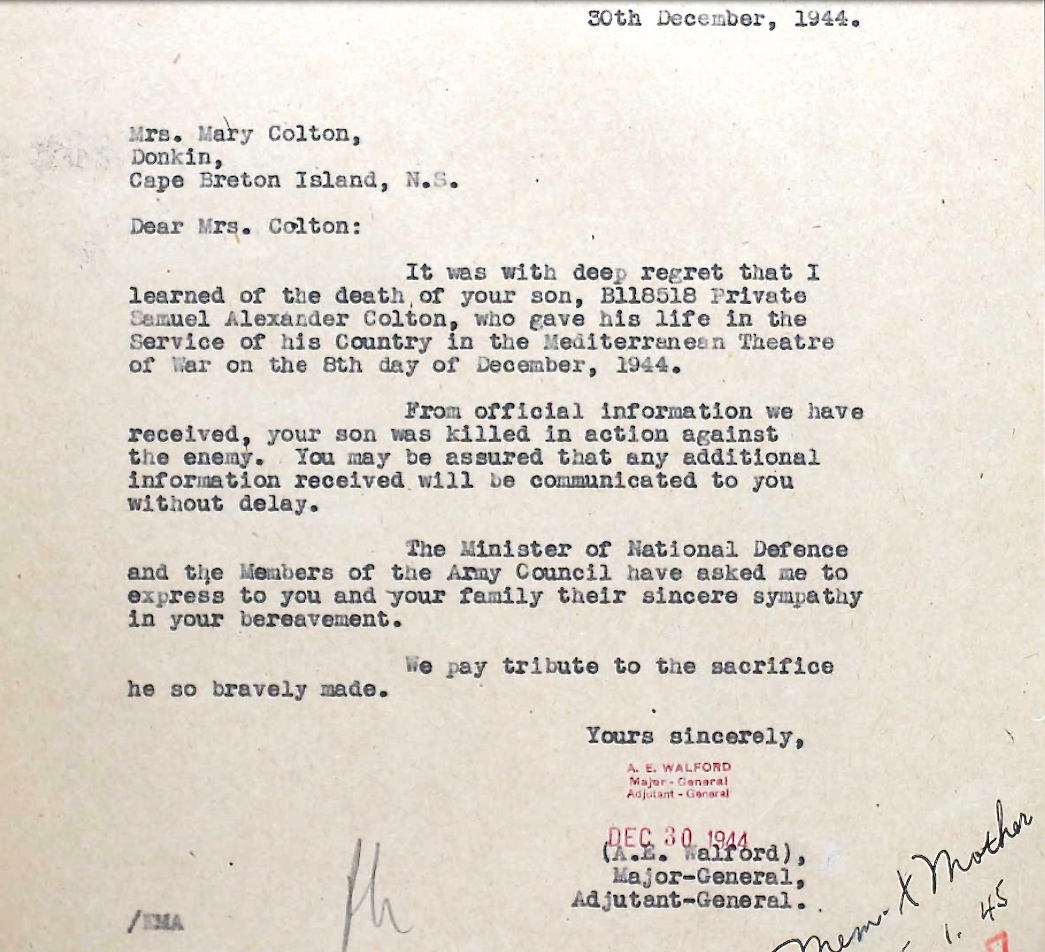 30th December, 1944.
Mrs. Mary Colton,
Donkin,
Cape Breton Island, N.S.
Dear Mrs. Colton:
It was with deep regret that I
learned of the death of your son, B118518 Private
Samuel Alexander Colton, who gave his life in the
Service of his Country in the Mediterranean Theatre
of War on the 8th day of December, 1944.
From official information we have
received, your son was killed in action against
the enemy. You may be assured that any additional
information received will be communicated to you
without delay.
The Minister of National Defence
and the Members of the Army Council have asked me to
express to you and your family their sincere sympathy
in your bereavement.
We pay tribute to the sacrifice
he so bravely made.
Yours sincerely,
A. E. WALFORD
Major-General
Adjutant-General
DEC 30 1944
(A.E. Walford),
Major-General,
Adjutant-General.
/EMA
Mem. X Mother
1. 45